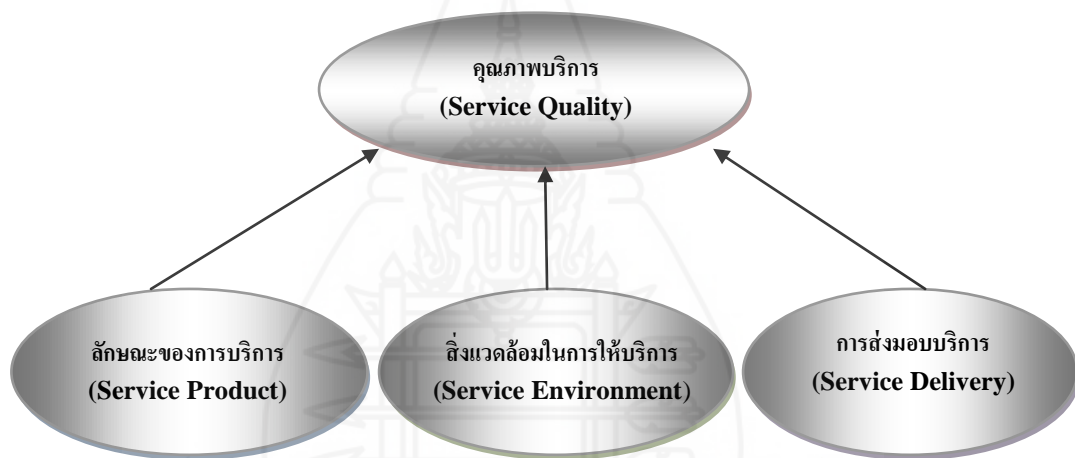 คุณภาพบริการ
(Service Quality)
ลักษณะของการบริการ
(Service Product)
สิ่งแวดล้อมในการให้บริการ
(Service Environment)
การส่งมอบบริการ
(Service Delivery)